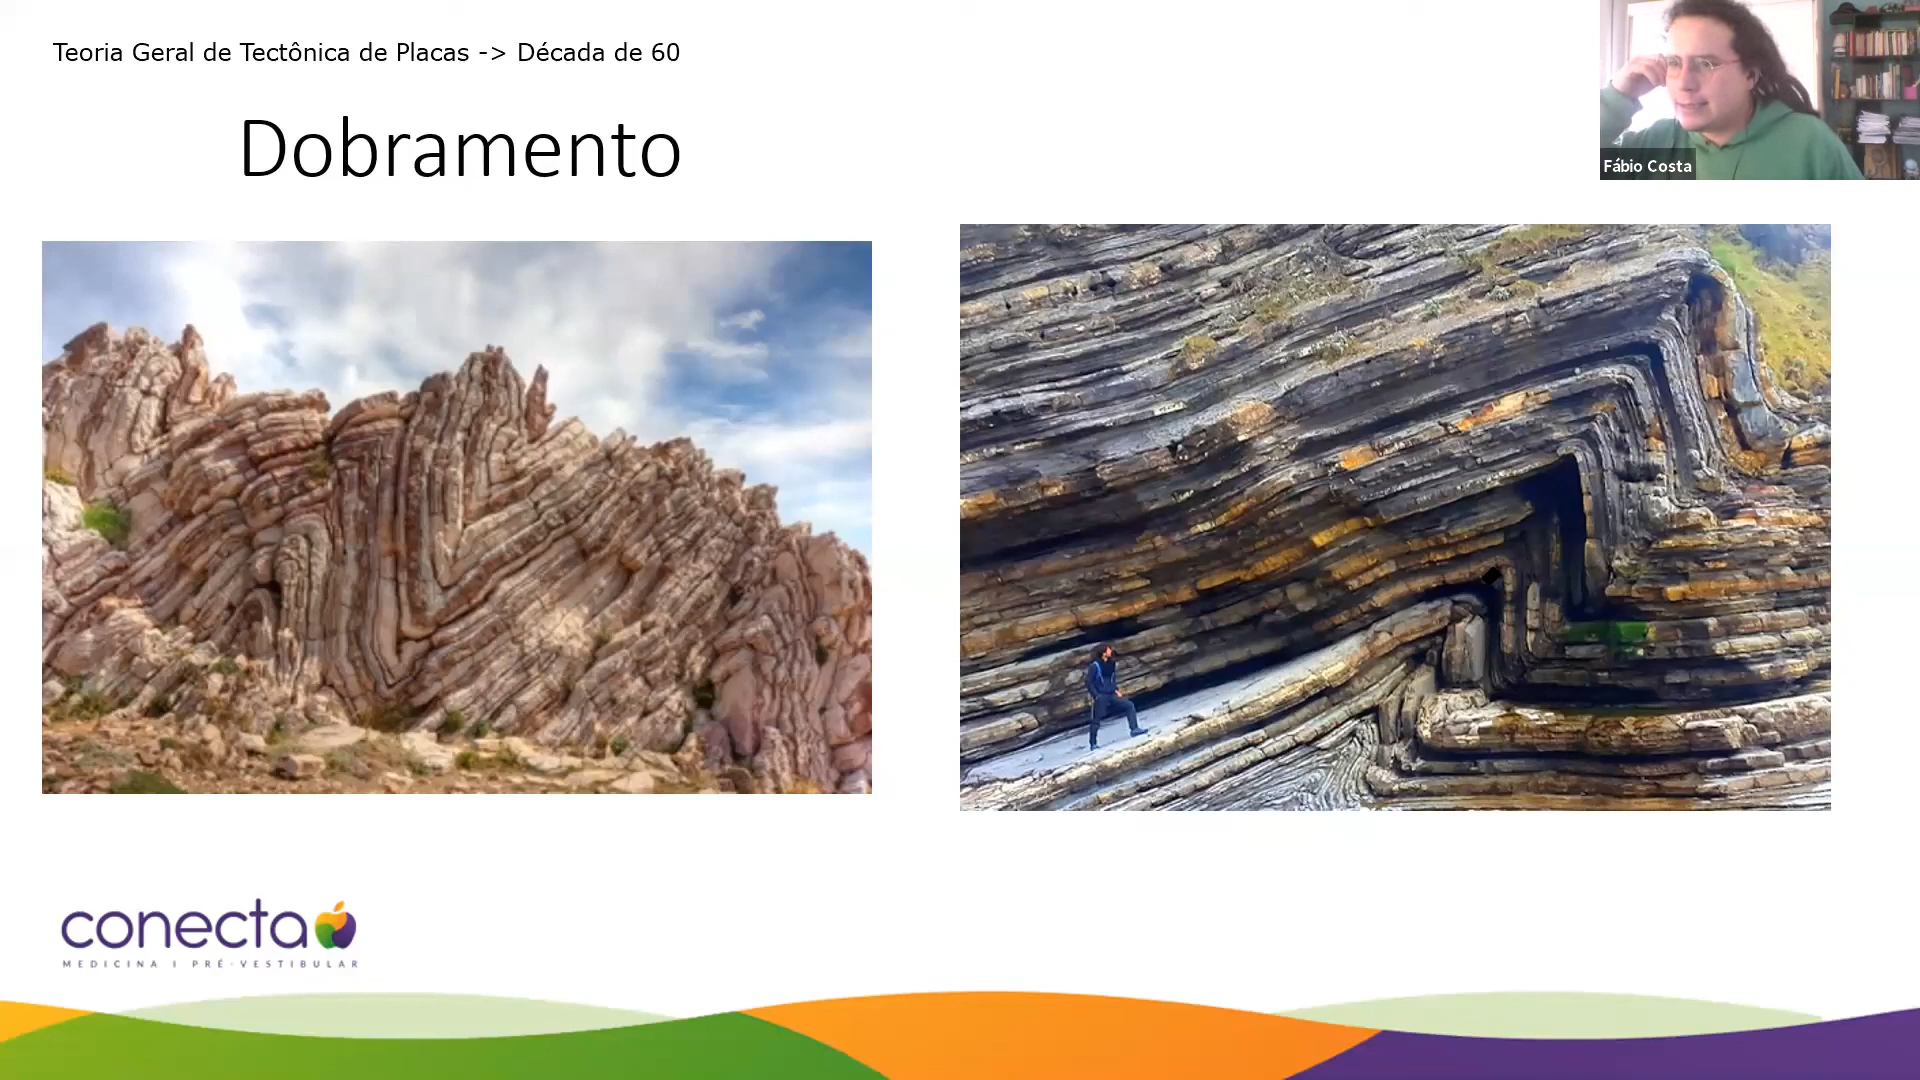 Teoria Geral de Tectônica de Placas -> Década de 60
Dobramento
Fábio Costa
conecta
MEDICINA I PRÉ-VESTIBULAR